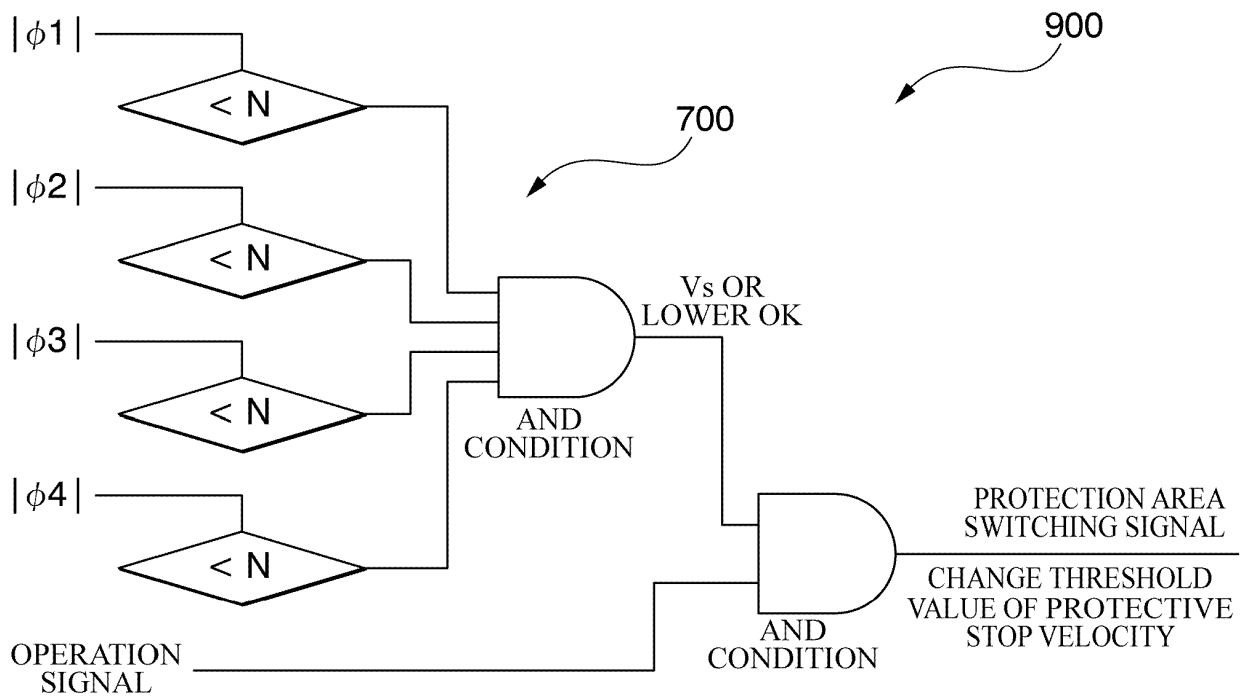 |ϕ1|
900
< N
700
|ϕ2|
< N
Vs OR
LOWER OK
|ϕ3|
< N
AND
CONDITION
|ϕ4|
PROTECTION AREA
SWITCHING SIGNAL
< N
CHANGE THRESHOLD
VALUE OF PROTECTIVE
STOP VELOCITY
AND
CONDITION
OPERATION
SIGNAL